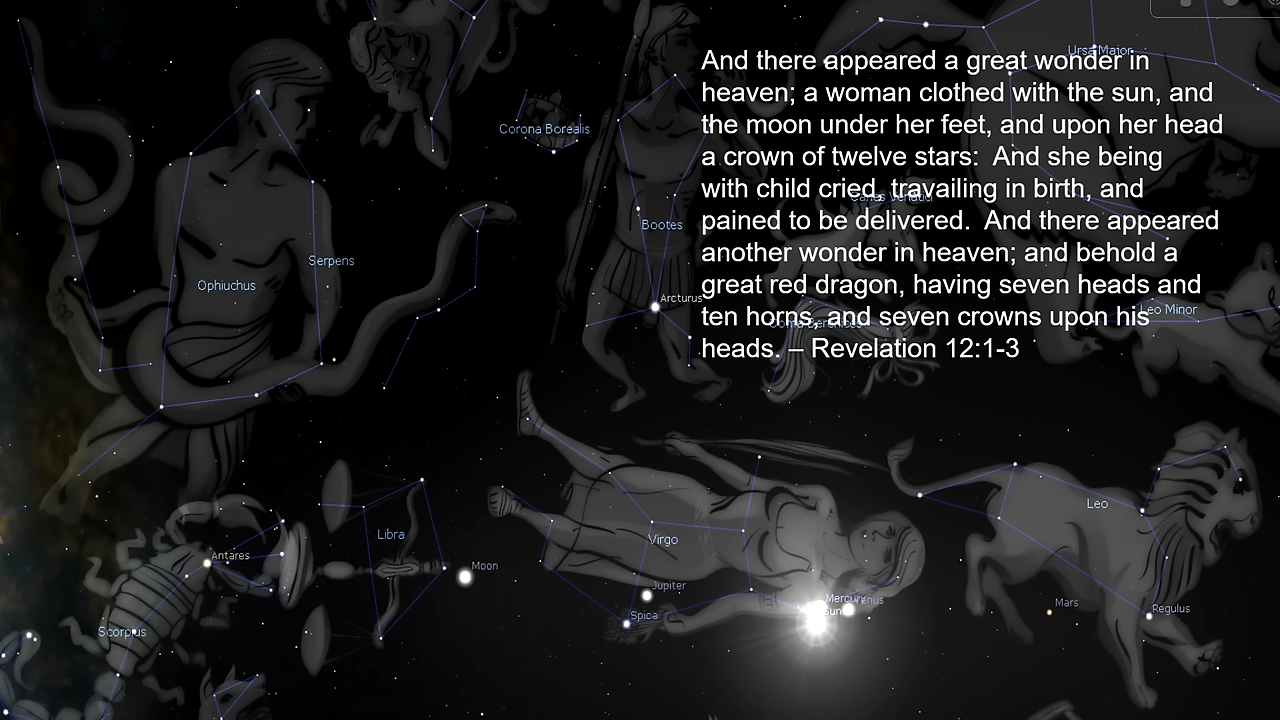 And there appeared a great wonder in
heaven; a woman clothed with the sun, and
the moon under her feet, and upon her head
a crown of twelve stars:  And she being
with child cried, travailing in birth, and
pained to be delivered.  And there appeared
another wonder in heaven; and behold a
great red dragon, having seven heads and
ten horns, and seven crowns upon his
heads. – Revelation 12:1-3
Ursa Major
Corona Borealis
Canes Venatici
Bootes
Serpens
Ophiuchus
Arcturus
Leo Minor
Coma Berenices
Leo
Libra
Virgo
Antares
Moon
Jupiter
Mercury
Venus
Sun
Mars
Regulus
Spica
Scorpius